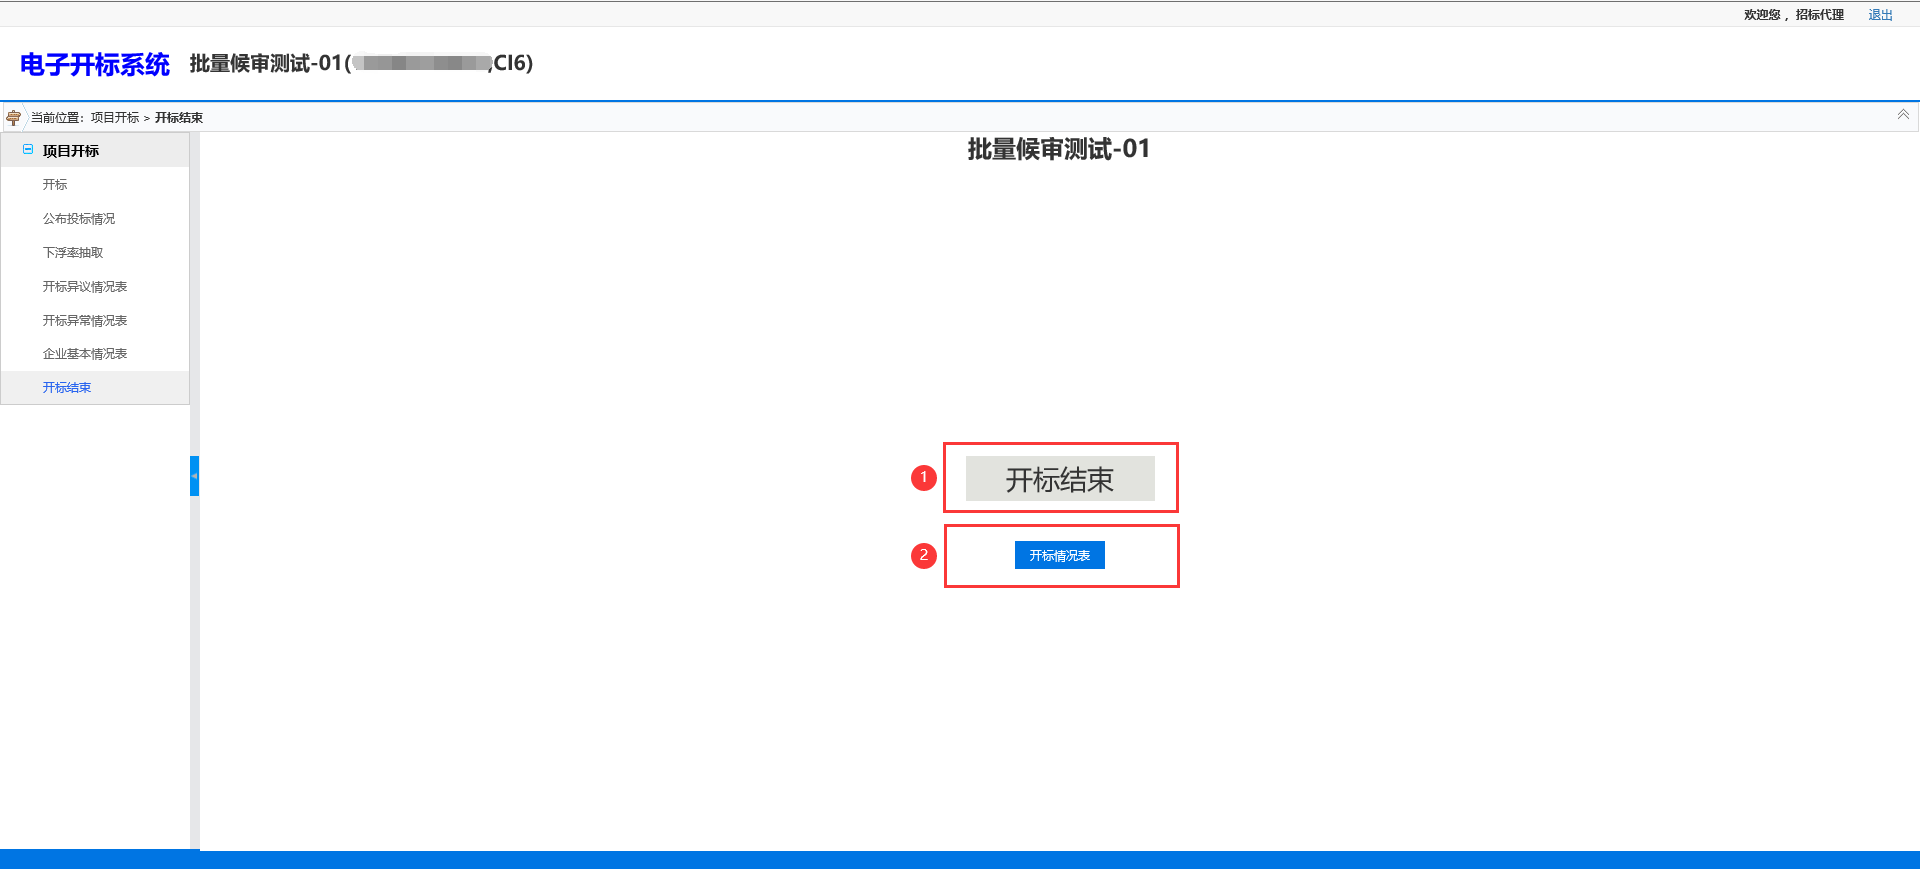 欢迎您，招标代理 退出
电子开标系统 批量候审测试-01( CI6)
当前位置：项目开标 > 开标结束
项目开标
批量候审测试-01
开标
公布投标情况
下浮率抽取
开标异议情况表
开标异常情况表
企业基本情况表
开标结束
1 开标结束
2 开标情况表